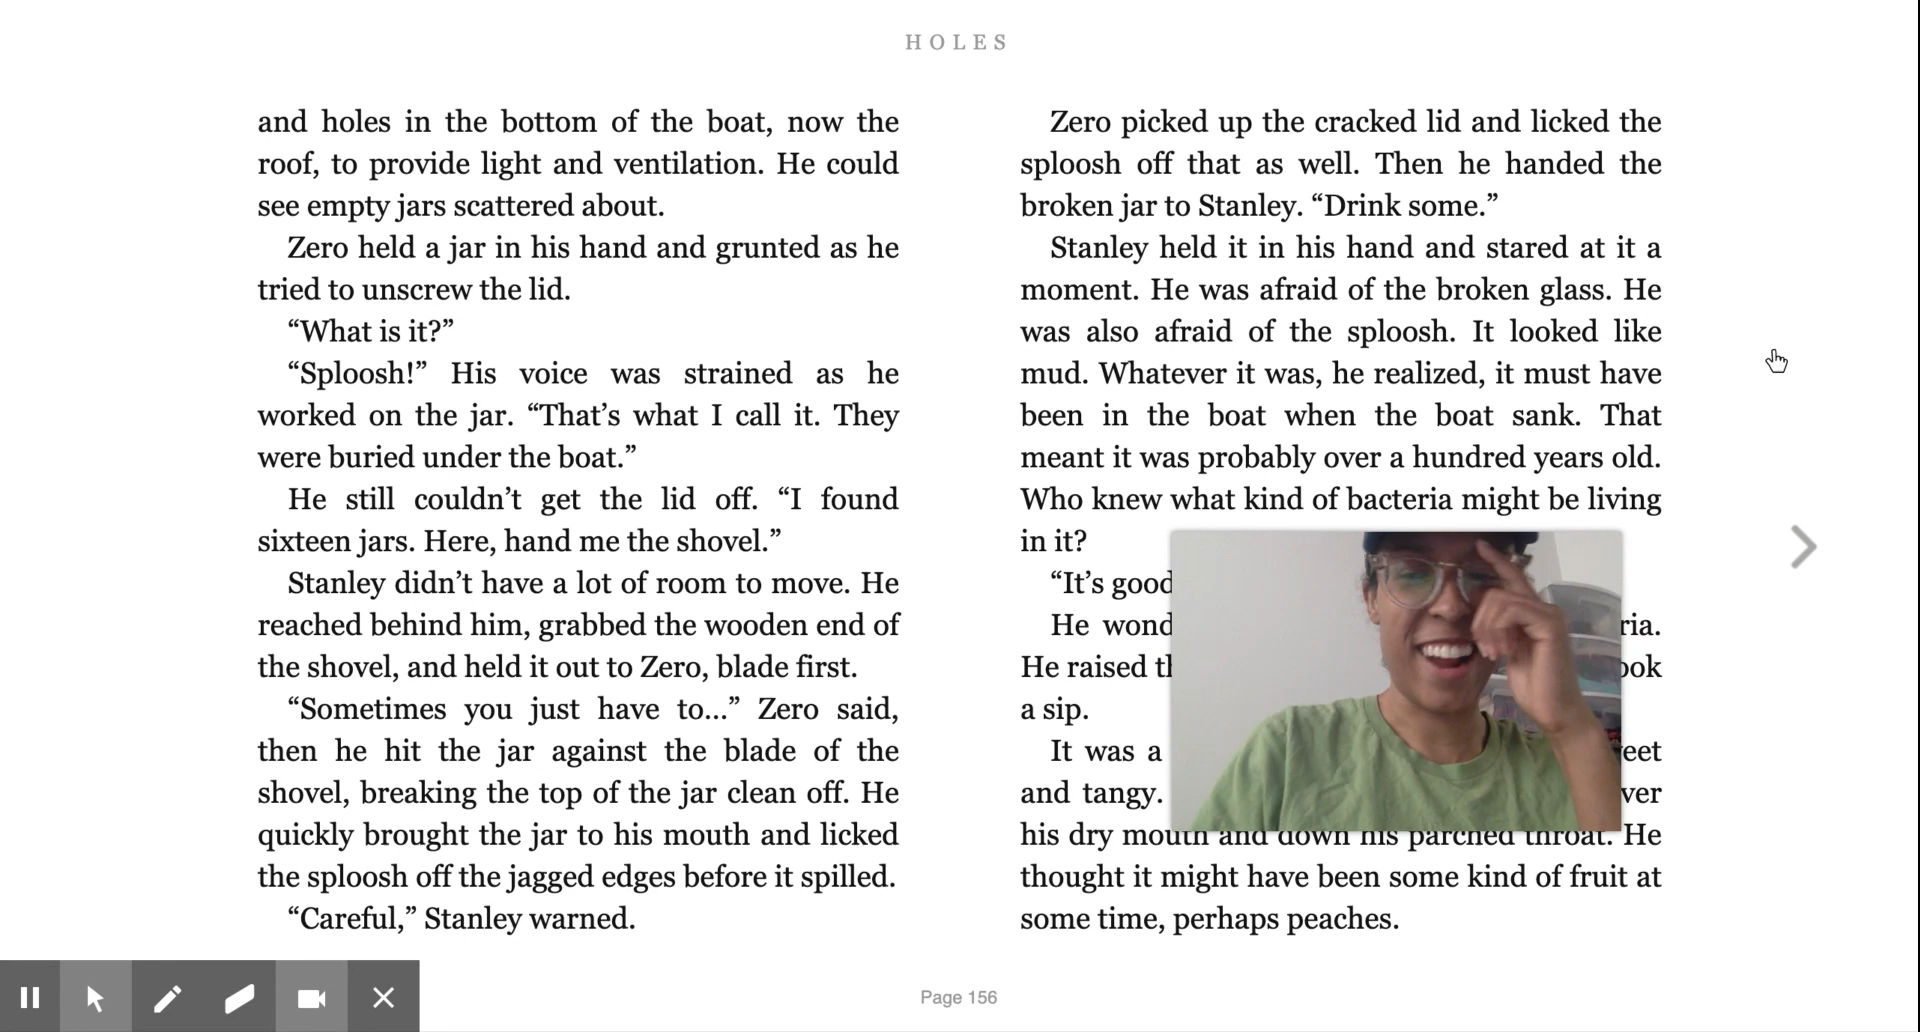 HOLES
and holes in the bottom of the boat, now the
roof, to provide light and ventilation. He could
see empty jars scattered about.
Zero held a jar in his hand and grunted as he
tried to unscrew the lid.
“What is it?”
“Sploosh!” His voice was strained as he
worked on the jar. “That’s what I call it. They
were buried under the boat.”
He still couldn’t get the lid off. “I found
sixteen jars. Here, hand me the shovel.”
Stanley didn’t have a lot of room to move. He
reached behind him, grabbed the wooden end of
the shovel, and held it out to Zero, blade first.
“Sometimes you just have to...” Zero said,
then he hit the jar against the blade of the
shovel, breaking the top of the jar clean off. He
quickly brought the jar to his mouth and licked
the sploosh off the jagged edges before it spilled.
“Careful,” Stanley warned.
Zero picked up the cracked lid and licked the
sploosh off that as well. Then he handed the
broken jar to Stanley. “Drink some.”
Stanley held it in his hand and stared at it a
moment. He was afraid of the broken glass. He
was also afraid of the sploosh. It looked like
mud. Whatever it was, he realized, it must have
been in the boat when the boat sank. That
meant it was probably over a hundred years old.
Who knew what kind of bacteria might be living
in it?
“It’s good
He
He raised
a sip.
It was a
and tangy.
his dry mouth and down his parched throat. He
thought it might have been some kind of fruit at
some time, perhaps peaches.
Page 156